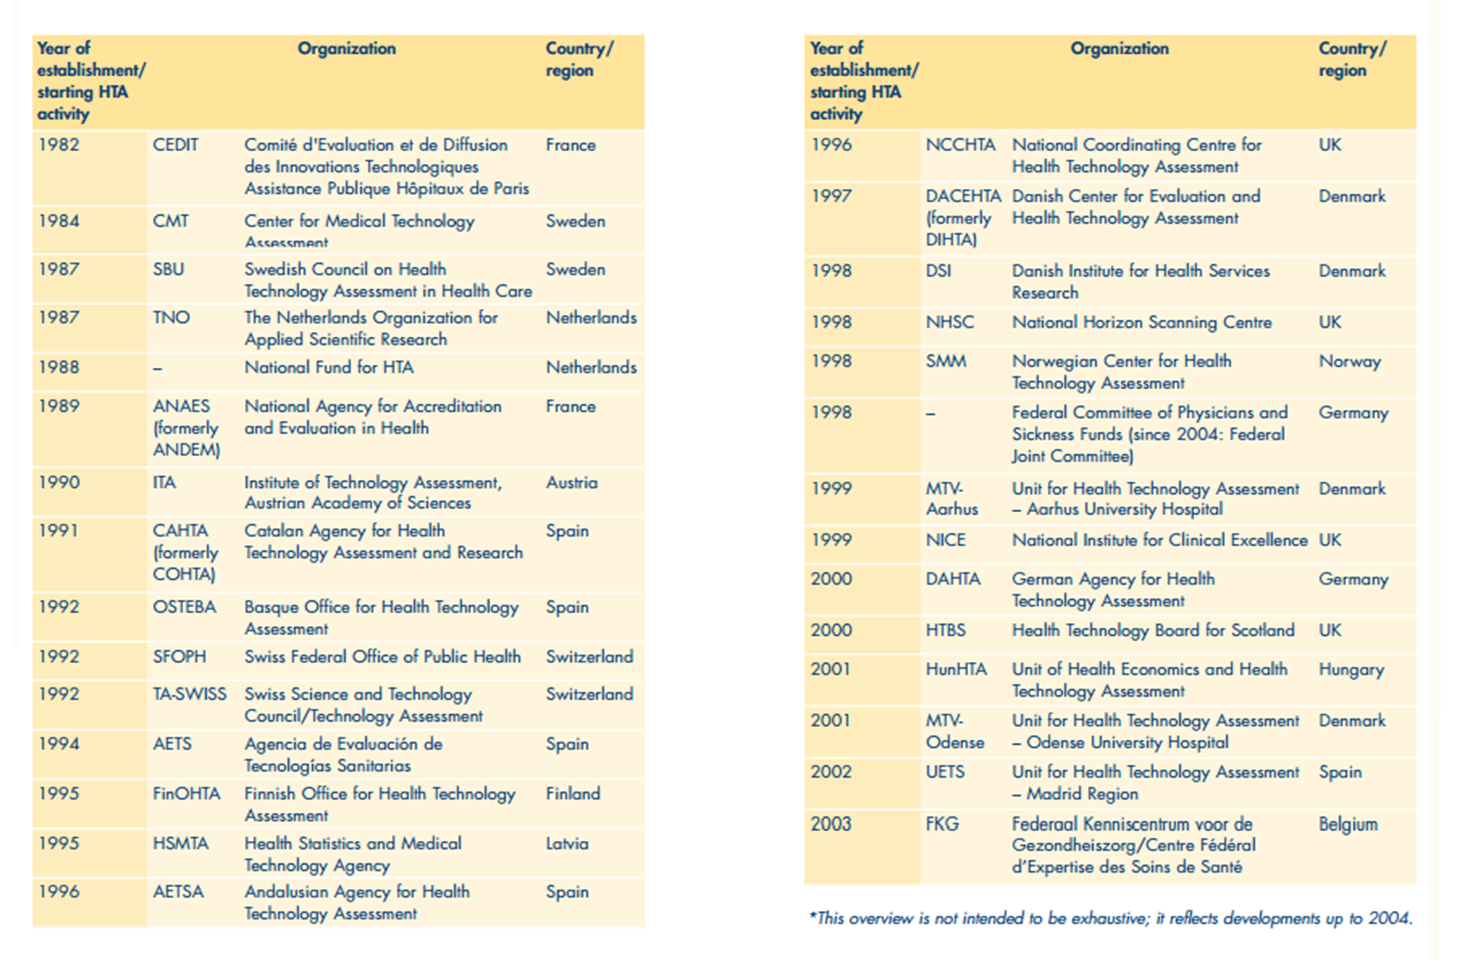 Year of establishment/ starting HTA activity Organization Country/ region
1982 CEDIT Comité d'Evaluation et de Diffusion France
des Innovations Technologiques
Assistance Publique Hôpitaux de Paris
1984 CMT Center for Medical Technology Sweden
Assessment
1987 SBU Swedish Council on Health Sweden
Technology Assessment in Health Care
1987 TNO The Netherlands Organization for Netherlands
Applied Scientific Research
1988 – National Fund for HTA Netherlands
1989 ANAES National Agency for Accreditation France
(formerly and Evaluation in Health
ANDEM)
1990 ITA Institute of Technology Assessment, Austria
Austrian Academy of Sciences
1991 CAHTA Catalan Agency for Health Spain
(formerly Technology Assessment and Research
COHTA)
1992 OSTEBA Basque Office for Health Technology Spain
Assessment
1992 SFOPH Swiss Federal Office of Public Health Switzerland
1992 TA-SWISS Swiss Science and Technology Switzerland
Council/Technology Assessment
1994 AETS Agencia de Evaluación de Spain
Tecnologías Sanitarias
1995 FinOHTA Finnish Office for Health Technology Finland
Assessment
1995 HSMTA Health Statistics and Medical Latvia
Technology Agency
1996 AETSA Andalusian Agency for Health Spain
Technology Assessment
Year of establishment/ starting HTA activity Organization Country/ region
1996 NCCHTA National Coordinating Centre for UK
Health Technology Assessment
1997 DACEHTA Danish Center for Evaluation and Denmark
(formerly Health Technology Assessment
DIHTA)
1998 DSI Danish Institute for Health Services Denmark
Research
1998 NHSC National Horizon Scanning Centre UK
1998 SMM Norwegian Center for Health Norway
Technology Assessment
1998 – Federal Committee of Physicians and Germany
Sickness Funds (since 2004: Federal
Joint Committee)
1999 MTV- Unit for Health Technology Assessment Denmark
Aarhus – Aarhus University Hospital
1999 NICE National Institute for Clinical Excellence UK
2000 DAHTA German Agency for Health Germany
Technology Assessment
2000 HTBS Health Technology Board for Scotland UK
2001 HunHTA Unit of Health Economics and Health Hungary
Technology Assessment
2001 MTV- Unit for Health Technology Assessment Denmark
Odense – Odense University Hospital
2002 UETS Unit for Health Technology Assessment Spain
– Madrid Region
2003 FKG Federaal Kenniscentrum voor de Belgium
Gezondheiszorg/Centre Fédéral
d'Expertise des Soins de Santé
*This overview is not intended to be exhaustive; it reflects developments up to 2004.